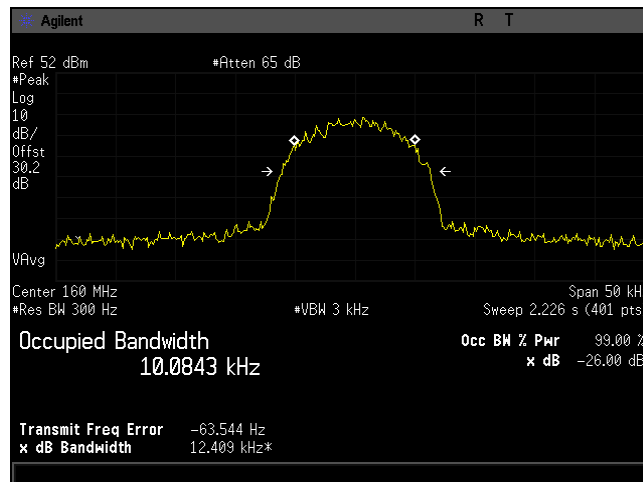 Agilent R T
Ref 52 dBm #Atten 65 dB
#Peak
Log
10
dB/
Offst
30.2
dB
VAvg
Center 160 MHz Span 50 kH
#Res BW 300 Hz #VBW 3 kHz Sweep 2.226 s (401 pts
Occupied Bandwidth Occ BW % Pwr 99.00 %
10.0843 kHz x dB -26.00 dB
Transmit Freq Error -63.544 Hz
x dB Bandwidth 12.409 kHz*